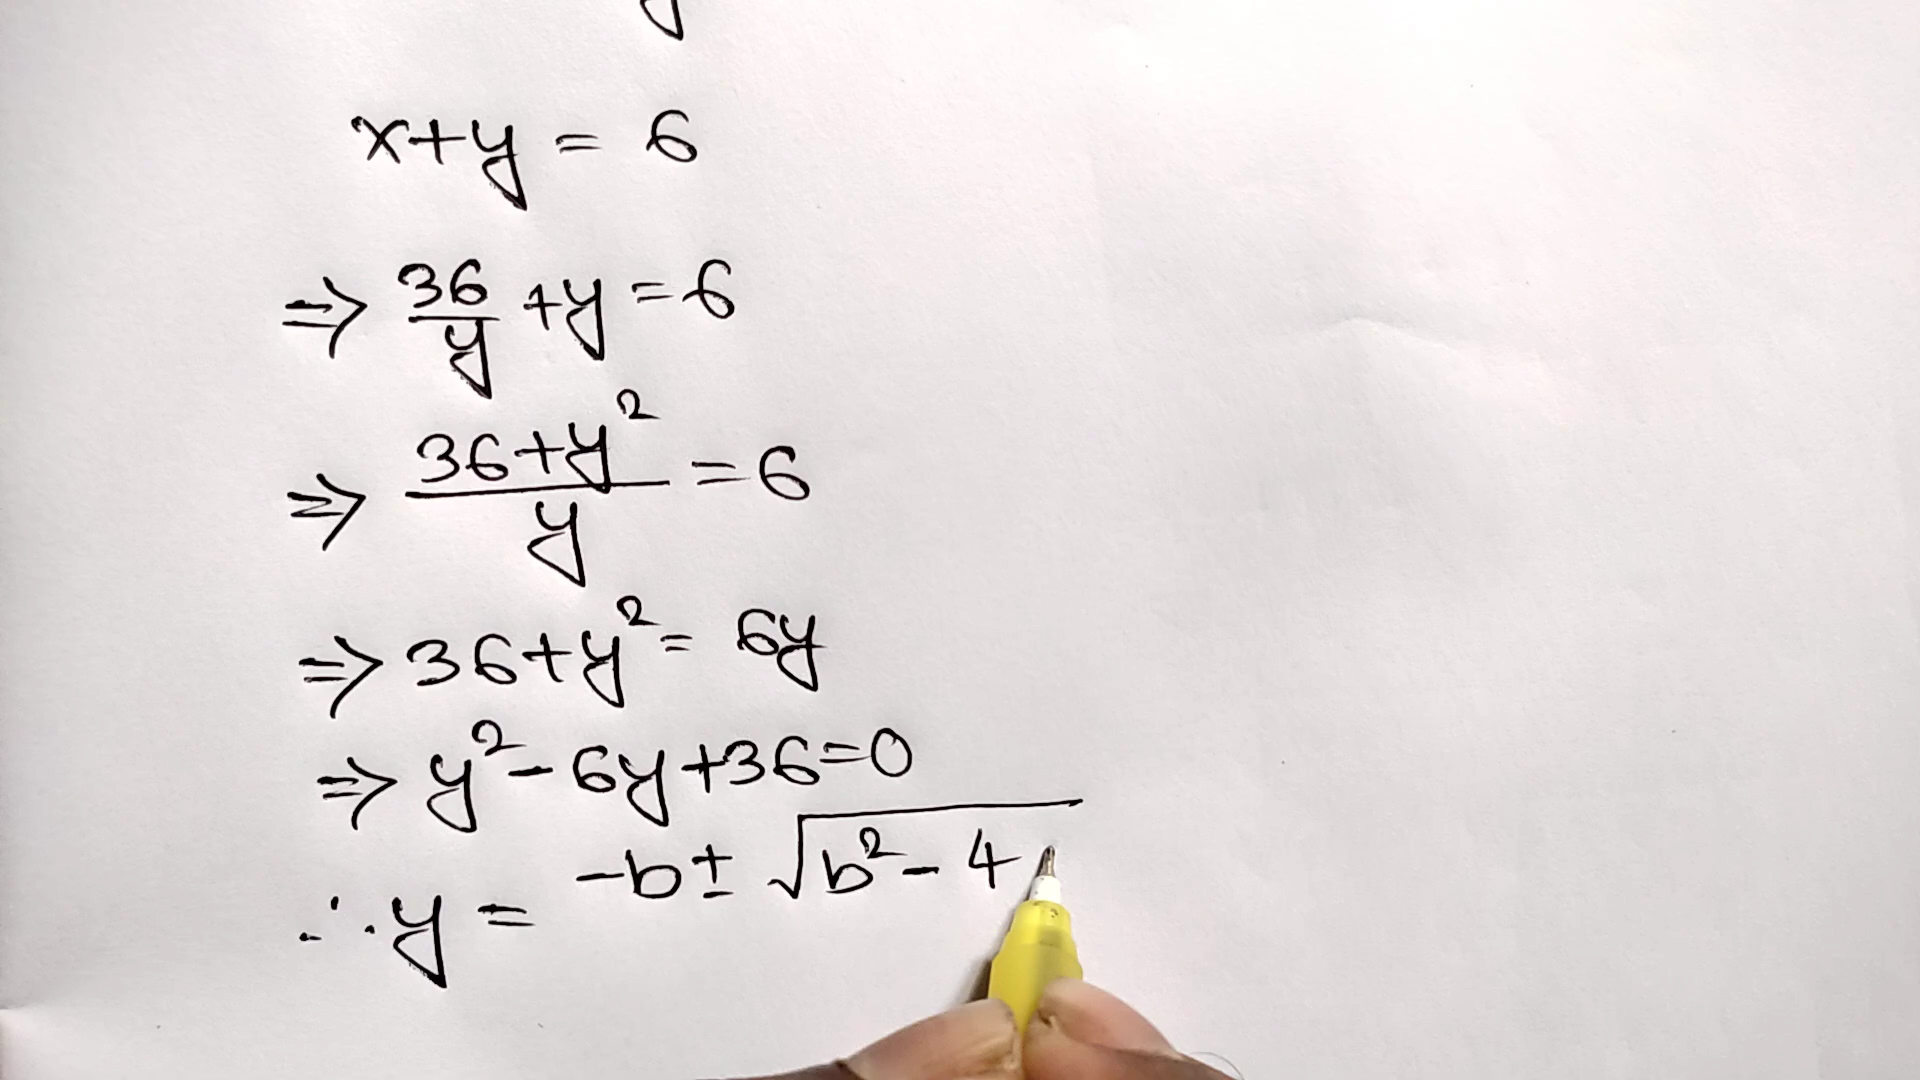 x+y = 6
⇒ 36/y + y = 6
⇒ (36+y²)/y = 6
⇒ 36+y² = 6y
⇒ y² - 6y + 36 = 0
∴ y = -b ± √(b² - 4